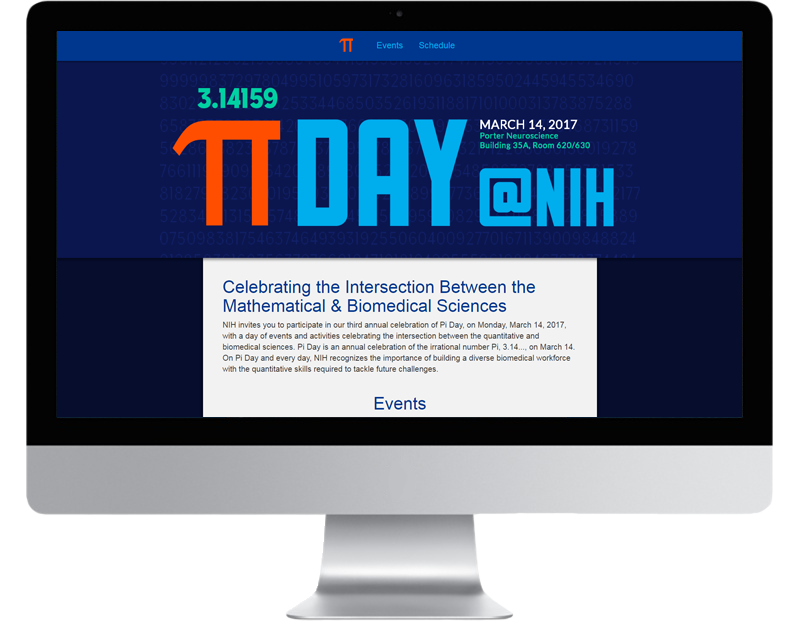 π Events Schedule
3.14159
π DAY @NIH
MARCH 14, 2017
Porter Neuroscience
Building 35A, Room 620/630
Celebrating the Intersection Between the
Mathematical & Biomedical Sciences
NIH invites you to participate in our third annual celebration of Pi Day, on Monday, March 14, 2017,
with a day of events and activities celebrating the intersection between the quantitative and
biomedical sciences. Pi Day is an annual celebration of the irrational number Pi, 3.14..., on March 14.
On Pi Day and every day, NIH recognizes the importance of building a diverse biomedical workforce
with the quantitative skills required to tackle future challenges.
Events